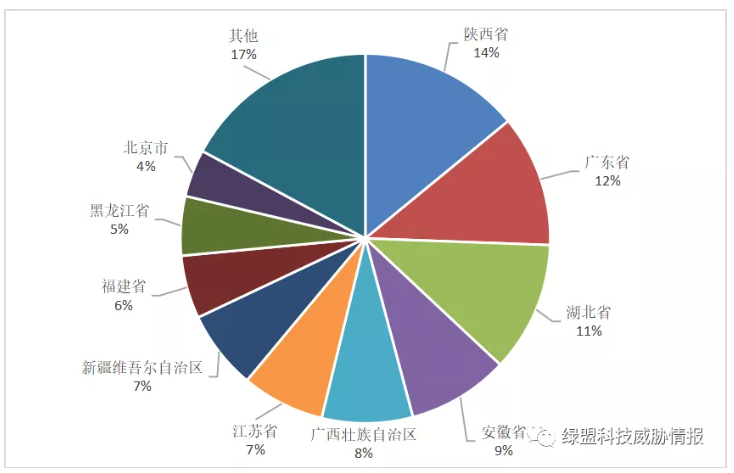 其他
17%
陕西省
14%
广东省
12%
湖北省
11%
安徽省
9%
广西壮族自治区
8%
江苏省
7%
新疆维吾尔自治区
7%
福建省
6%
黑龙江省
5%
北京市
4%
绿盟科技威胁情报